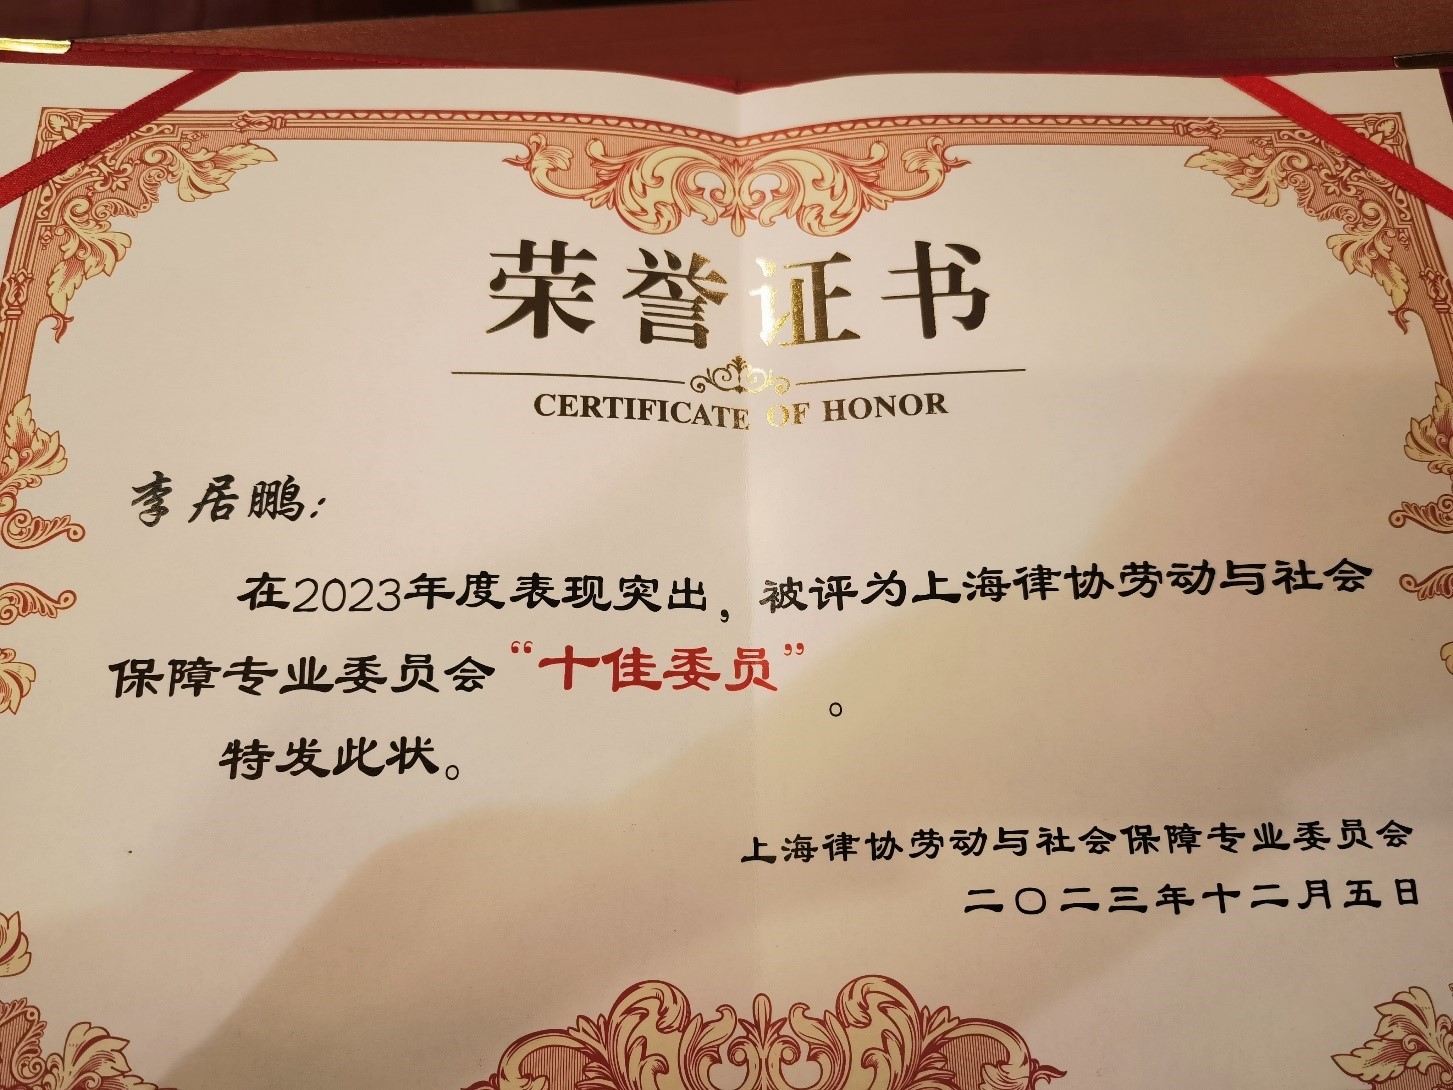 荣誉证书
CERTIFICATE OF HONOR
李居鹏：
在2023年度表现突出，被评为上海律协劳动与社会
保障专业委员会“十佳委员”。
特发此状。
上海律协劳动与社会保障专业委员会
二〇二三年十二月五日